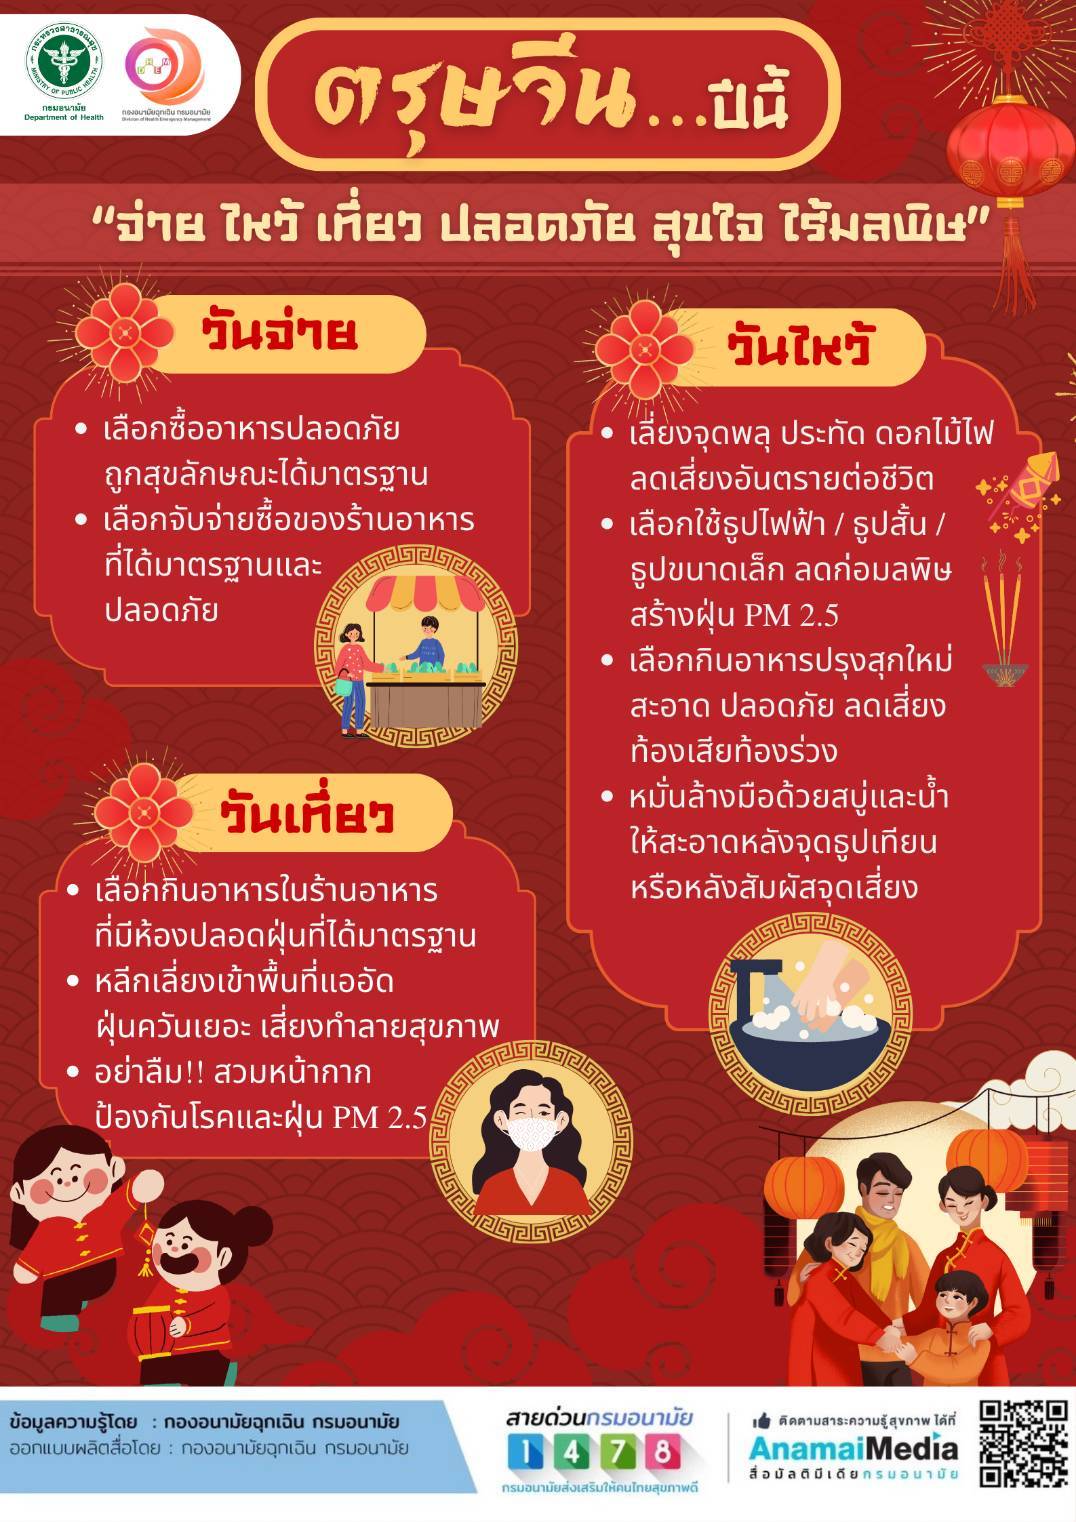 กระทรวงสาธารณสุข
MINISTRY OF PUBLIC HEALTH
กรมอนามัย
Department of Health
กองอนามัยฉุกเฉิน กรมอนามัย
Division of Health Emergency Management
ตรุษจีน...ปีนี้
“จ่าย ไหว้ เที่ยว ปลอดภัย สุขใจ ไร้มลพิษ”
วันจ่าย
• เลือกซื้ออาหารปลอดภัย
ถูกสุขลักษณะได้มาตรฐาน
• เลือกจับจ่ายซื้อของร้านอาหาร
ที่ได้มาตรฐานและ
ปลอดภัย
วันไหว้
• เลี่ยงจุดพลุ ประทัด ดอกไม้ไฟ
ลดเสี่ยงอันตรายต่อชีวิต
• เลือกใช้ธูปไฟฟ้า / ธูปสั้น /
ธูปขนาดเล็ก ลดก่อมลพิษ
สร้างฝุ่น PM 2.5
• เลือกกินอาหารปรุงสุกใหม่
สะอาด ปลอดภัย ลดเสี่ยง
ท้องเสียท้องร่วง
• หมั่นล้างมือด้วยสบู่และน้ำ
ให้สะอาดหลังจุดธูปเทียน
หรือหลังสัมผัสจุดเสี่ยง
วันเที่ยว
• เลือกกินอาหารในร้านอาหาร
ที่มีห้องปลอดฝุ่นที่ได้มาตรฐาน
• หลีกเลี่ยงเข้าพื้นที่แออัด
ฝุ่นควันเยอะ เสี่ยงทำลายสุขภาพ
• อย่าลืม!! สวมหน้ากาก
ป้องกันโรคและฝุ่น PM 2.5
ข้อมูลความรู้โดย : กองอนามัยฉุกเฉิน กรมอนามัย
ออกแบบผลิตสื่อโดย : กองอนามัยฉุกเฉิน กรมอนามัย
สายด่วนกรมอนามัย
1 4 7 8
กรมอนามัยส่งเสริมให้คนไทยสุขภาพดี
ติดตามสาระความรู้สุขภาพ ได้ที่
AnamaiMedia
สื่อมัลติมีเดียกรมอนามัย